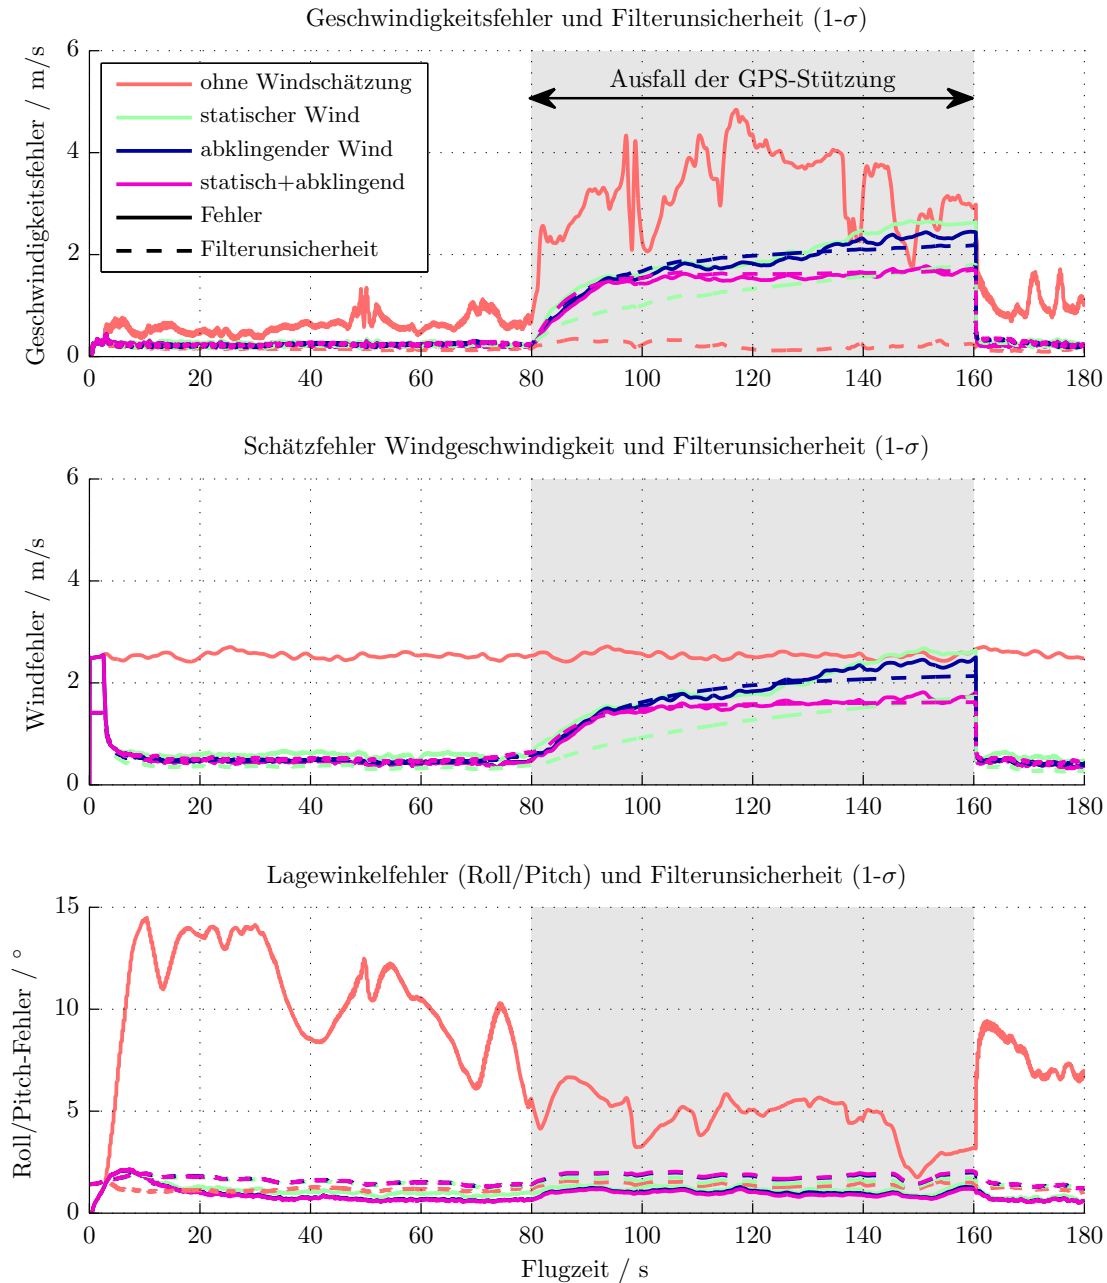 Geschwindigkeitsfehler und Filterunsicherheit (1-σ)
Geschwindigkeitsfehler / m/s
6
4
2
0
ohne Windschätzung
statischer Wind
abklingender Wind
statisch+abklingend
Fehler
Filterunsicherheit
Ausfall der GPS-Stützung
0 20 40 60 80 100 120 140 160 180
Schätzfehler Windgeschwindigkeit und Filterunsicherheit (1-σ)
Windfehler / m/s
6
4
2
0
0 20 40 60 80 100 120 140 160 180
Lagewinkelfehler (Roll/Pitch) und Filterunsicherheit (1-σ)
Roll/Pitch-Fehler / °
15
10
5
0
0 20 40 60 80 100 120 140 160 180
Flugzeit / s